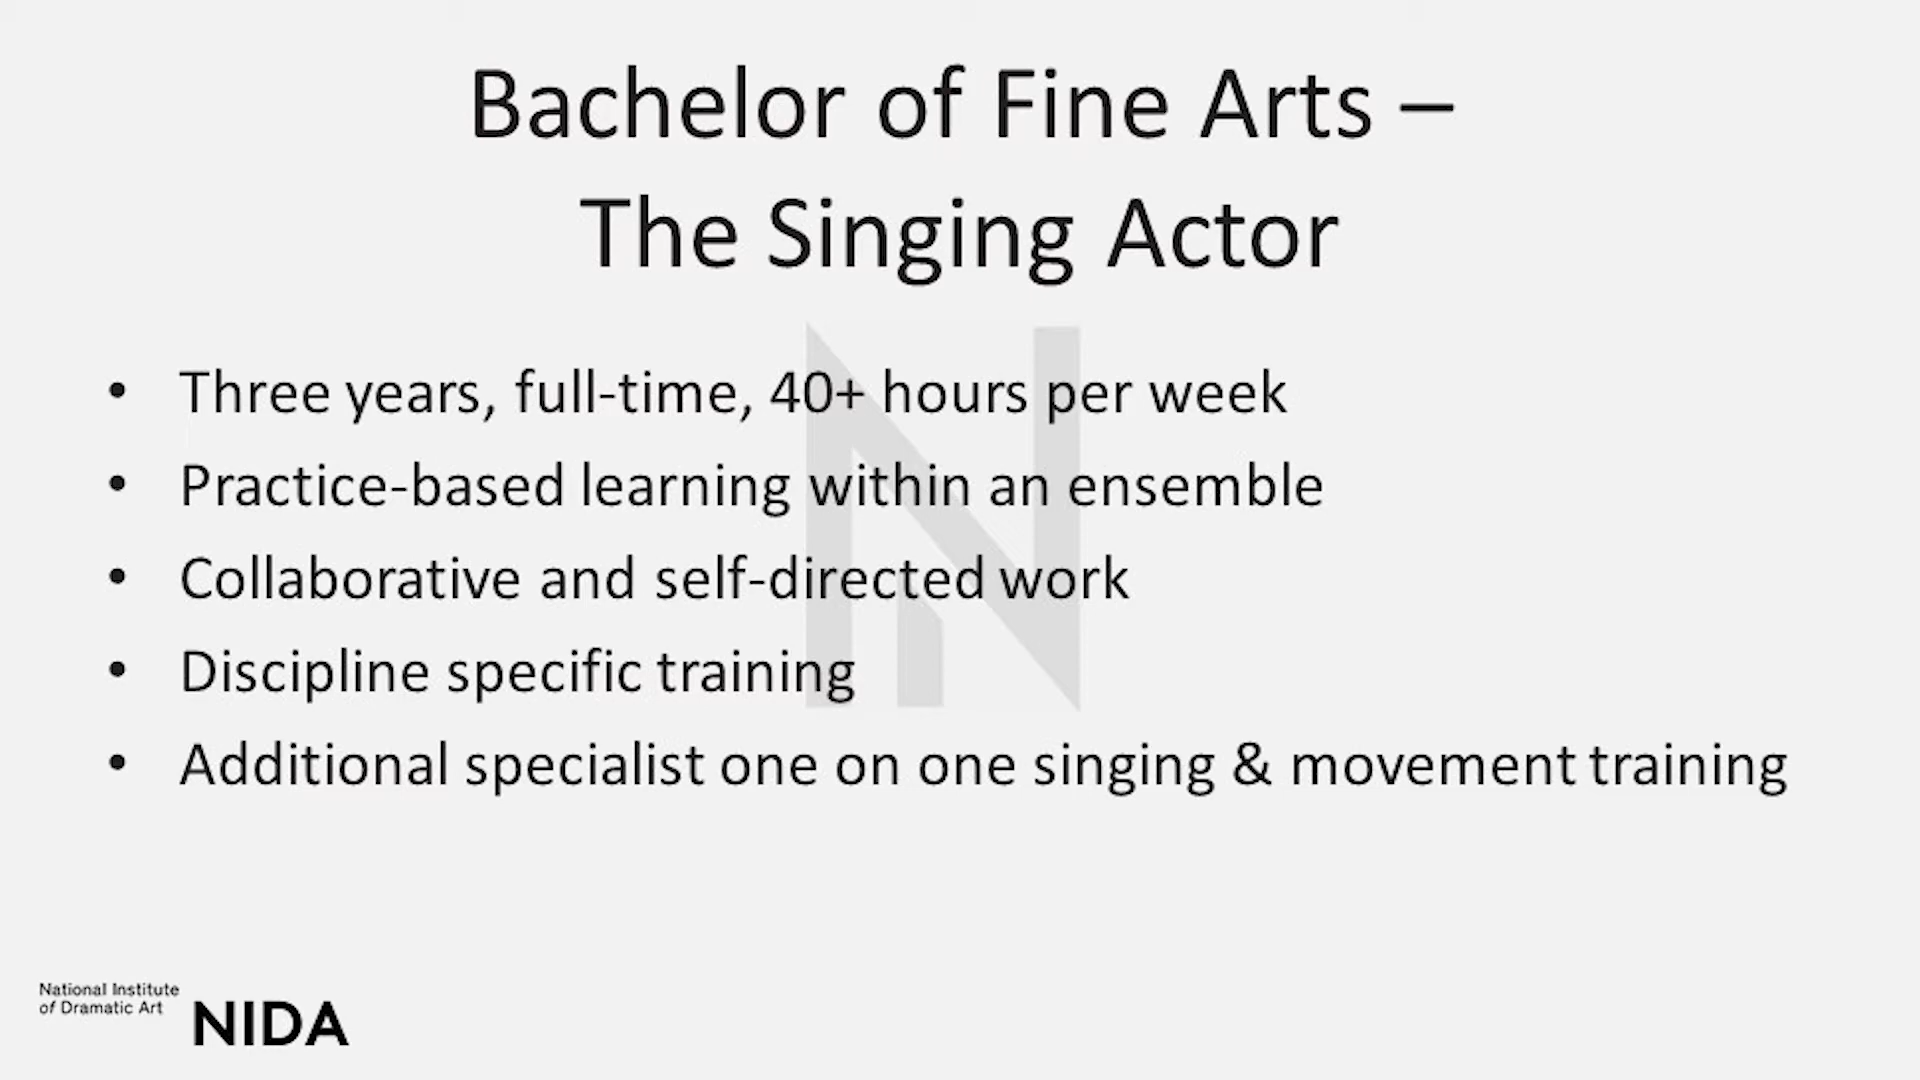 Bachelor of Fine Arts –
The Singing Actor
• Three years, full-time, 40+ hours per week
• Practice-based learning within an ensemble
• Collaborative and self-directed work
• Discipline specific training
• Additional specialist one on one singing & movement training
National Institute
of Dramatic Art
NIDA